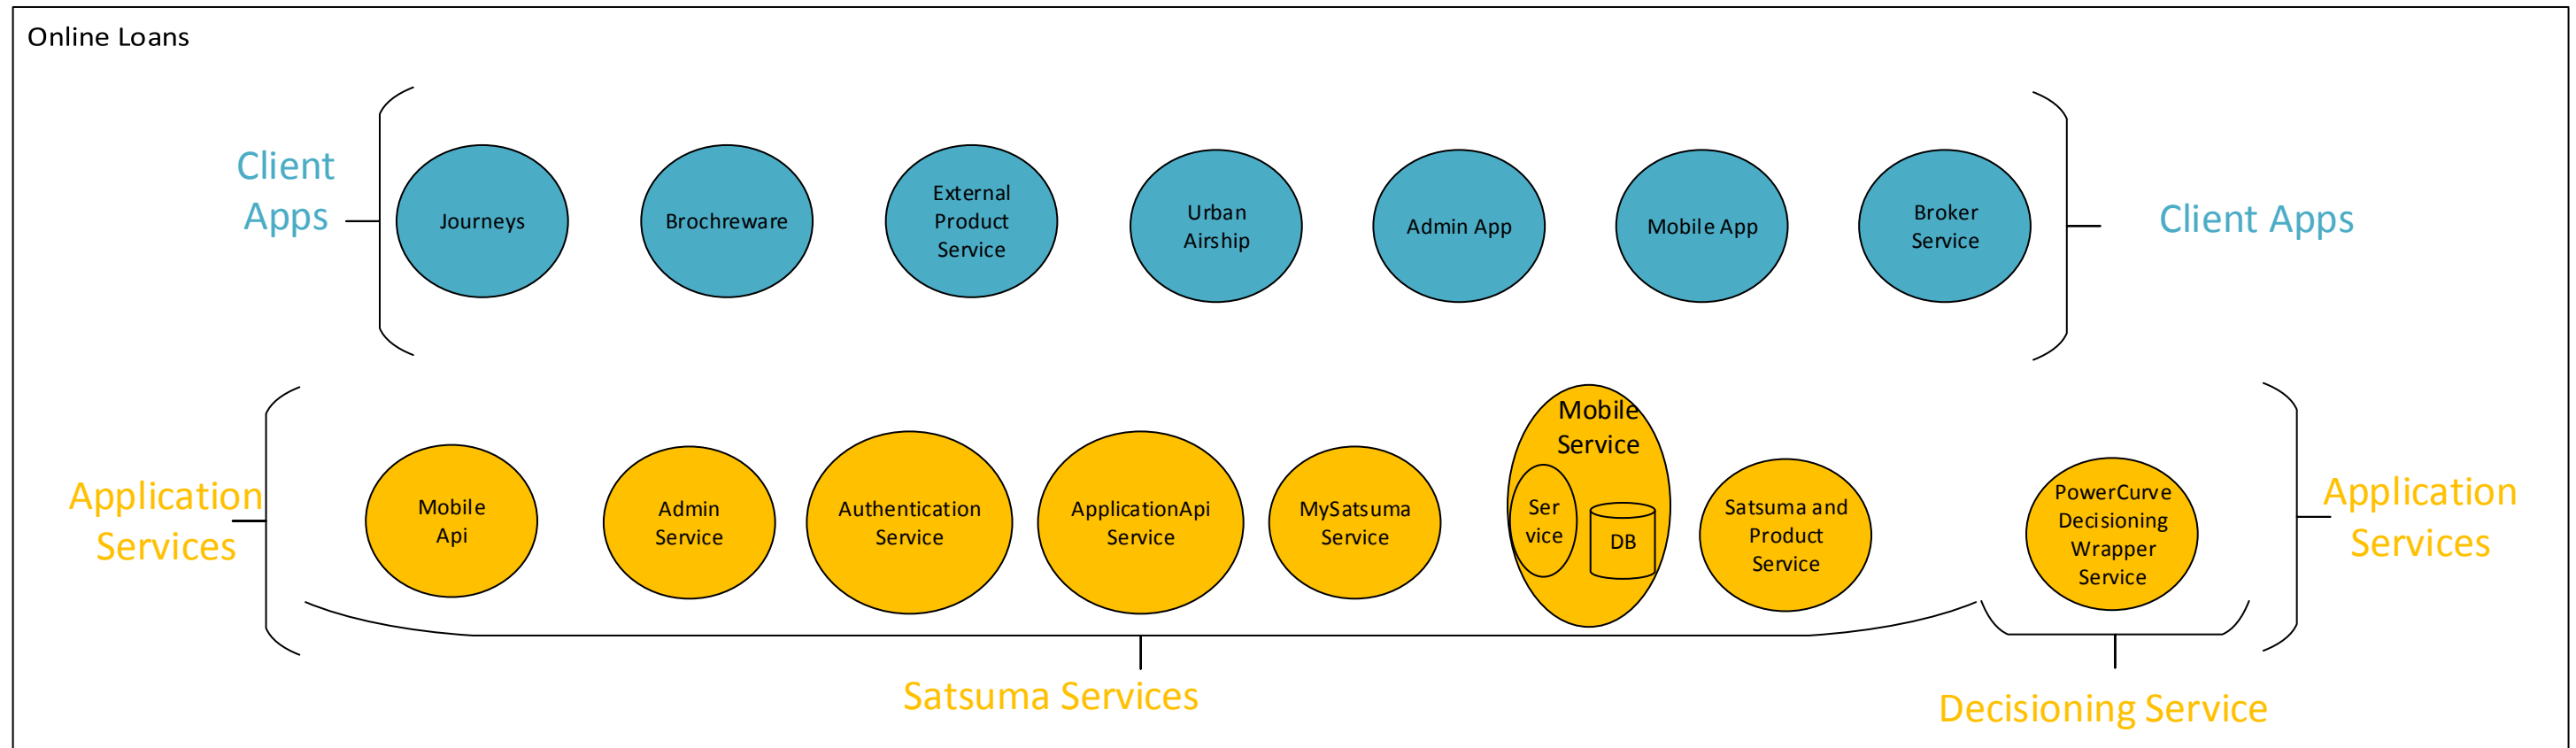 Online Loans
Client
Apps
Journeys
Brochreware
External
Product
Service
Urban
Airship
Admin App
Mobile App
Broker
Service
Client Apps
Application
Services
Mobile
Api
Admin
Service
Authentication
Service
ApplicationApi
Service
MySatsuma
Service
Mobile
Service
Ser
vice
DB
Satsuma and
Product
Service
PowerCurve
Decisioning
Wrapper
Service
Application
Services
Satsuma Services
Decisioning Service